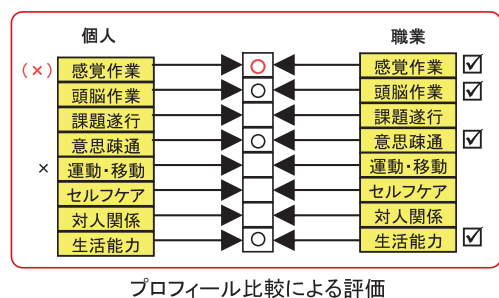 個人 職業
(×) 感覚作業 ○ 感覚作業 ☑
頭脳作業 ○ 頭脳作業 ☑
課題遂行 課題遂行
意思疎通 ○ 意思疎通 ☑
× 運動・移動 運動・移動
セルフケア セルフケア
対人関係 対人関係
生活能力 ○ 生活能力 ☑
プロフィール比較による評価